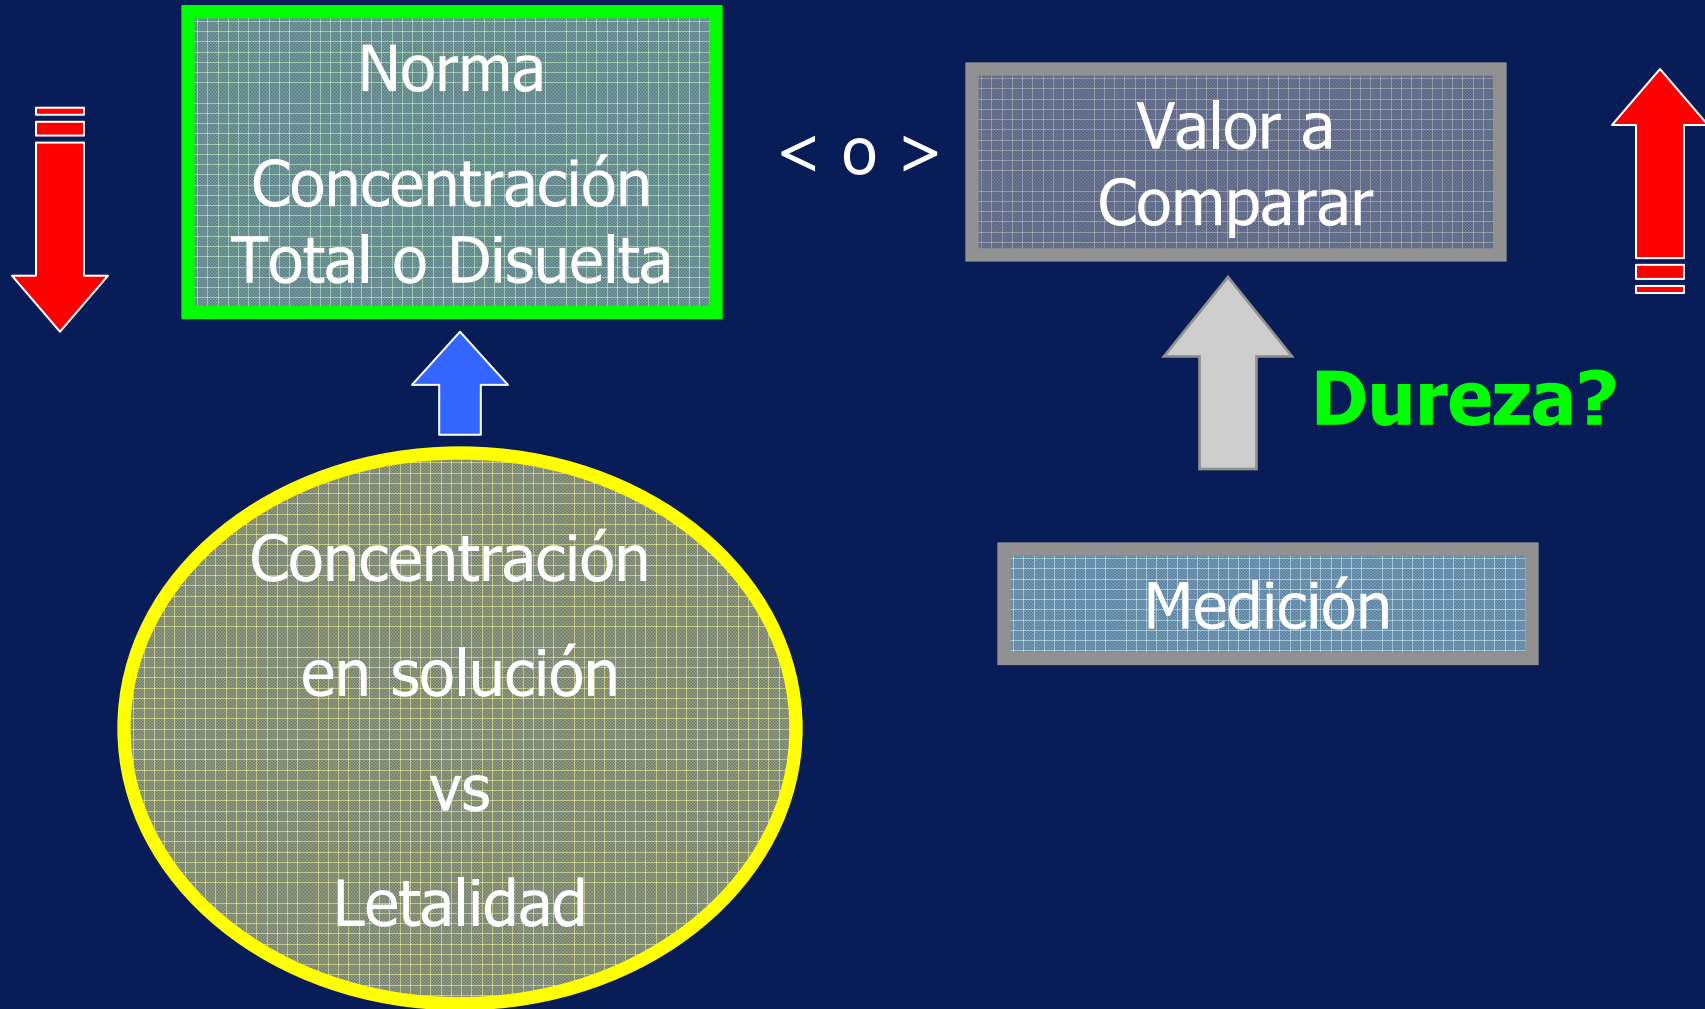 Norma
Concentración
Total o Disuelta
< o >
Valor a
Comparar
Dureza?
Concentración
en solución
vs
Letalidad
Medición